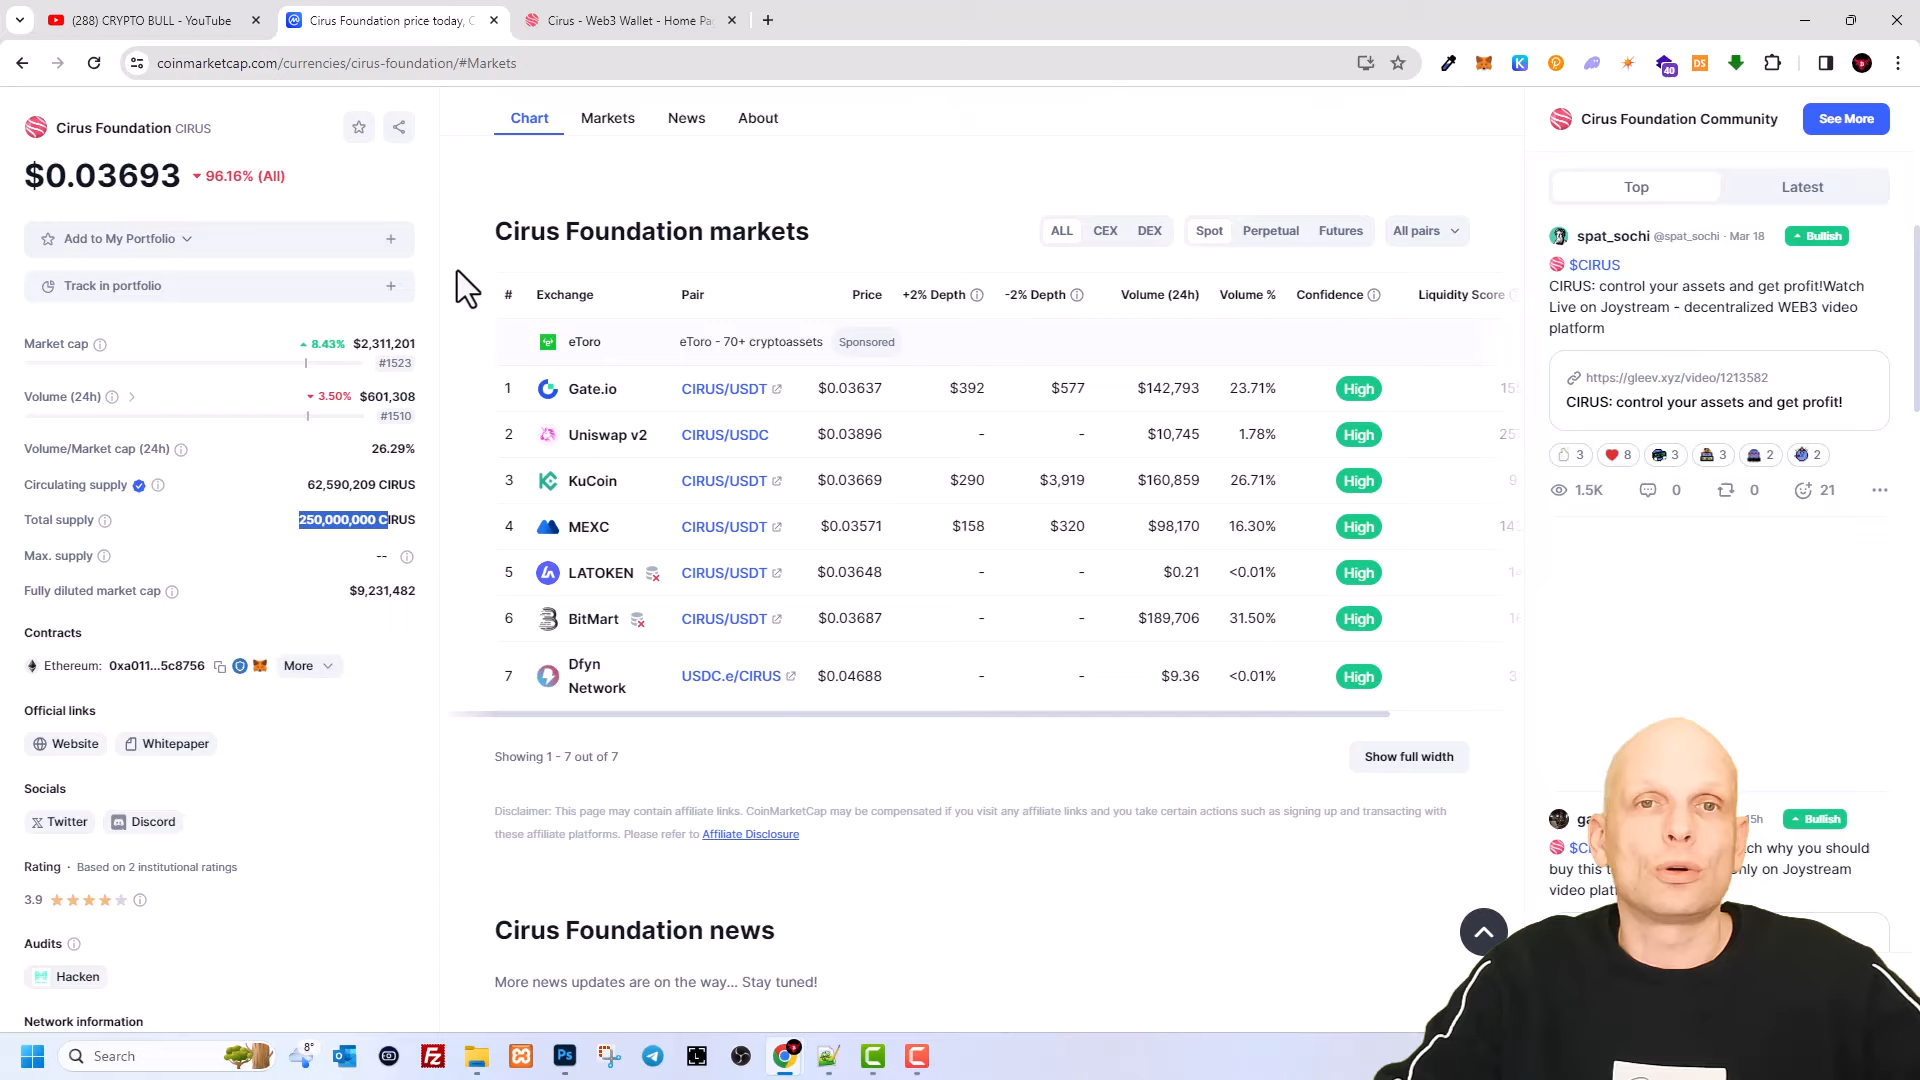 (288) CRYPTO BULL - YouTube
Cirus Foundation price today, C
Cirus - Web3 Wallet - Home Pa
coinmarketcap.com/currencies/cirus-foundation/#Markets
40
DS
Cirus Foundation CIRUS
$0.03693 96.16% (All)
Add to My Portfolio
Track in portfolio
Market cap 8.43% $2,311,201
#1523
Volume (24h) 3.50% $601,308
#1510
Volume/Market cap (24h) 26.29%
Circulating supply 62,590,209 CIRUS
Total supply 250,000,000 CIRUS
Max. supply --
Fully diluted market cap $9,231,482
Contracts
Ethereum: 0xa011...5c8756 More
Official links
Website Whitepaper
Socials
Twitter Discord
Rating · Based on 2 institutional ratings
3.9
Audits
Hacken
Network information
Chart Markets News About
Cirus Foundation markets
ALL CEX DEX Spot Perpetual Futures All pairs
# Exchange Pair Price +2% Depth -2% Depth Volume (24h) Volume % Confidence Liquidity Score
eToro eToro - 70+ cryptoassets Sponsored
1 Gate.io CIRUS/USDT $0.03637 $392 $577 $142,793 23.71% High
2 Uniswap v2 CIRUS/USDC $0.03896 - - $10,745 1.78% High
3 KuCoin CIRUS/USDT $0.03669 $290 $3,919 $160,859 26.71% High
4 MEXC CIRUS/USDT $0.03571 $158 $320 $98,170 16.30% High
5 LATOKEN CIRUS/USDT $0.03648 - - $0.21 <0.01% High
6 BitMart CIRUS/USDT $0.03687 - - $189,706 31.50% High
7 Dfyn Network USDC.e/CIRUS $0.04688 - - $9.36 <0.01% High
Showing 1 - 7 out of 7
Show full width
Disclaimer: This page may contain affiliate links. CoinMarketCap may be compensated if you visit any affiliate links and you take certain actions such as signing up and transacting with
these affiliate platforms. Please refer to Affiliate Disclosure
Cirus Foundation news
More news updates are on the way... Stay tuned!
Cirus Foundation Community See More
Top Latest
spat_sochi @spat_sochi · Mar 18 Bullish
$CIRUS
CIRUS: control your assets and get profit!Watch
Live on Joystream - decentralized WEB3 video
platform
https://gleev.xyz/video/1213582
CIRUS: control your assets and get profit!
3 8 3 3 2 2
1.5K 0 0 21
15h Bullish
you should
buy this only on Joystream
Search
8°